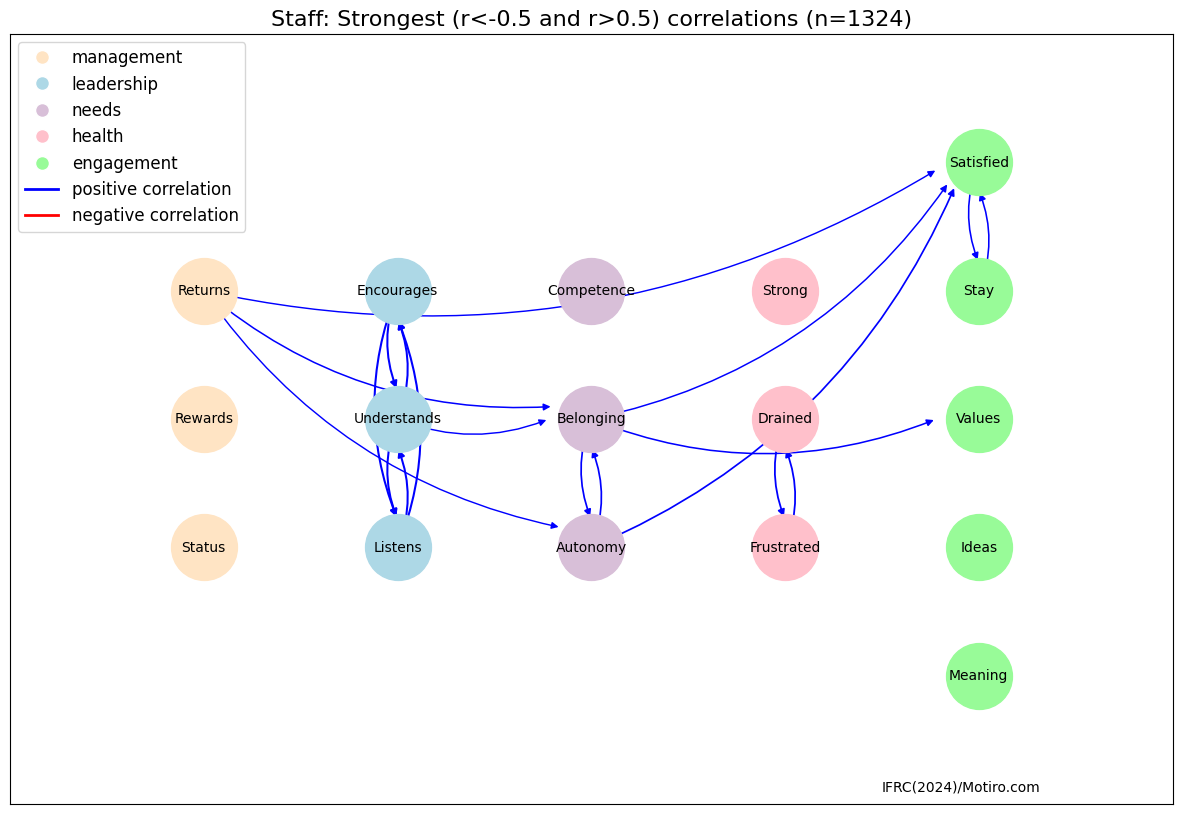 Staff: Strongest (r<-0.5 and r>0.5) correlations (n=1324)
management
leadership
needs
health
engagement
positive correlation
negative correlation
Satisfied
Returns
Encourages
Competence
Strong
Stay
Rewards
Understands
Belonging
Drained
Values
Status
Listens
Autonomy
Frustrated
Ideas
Meaning
IFRC(2024)/Motiro.com